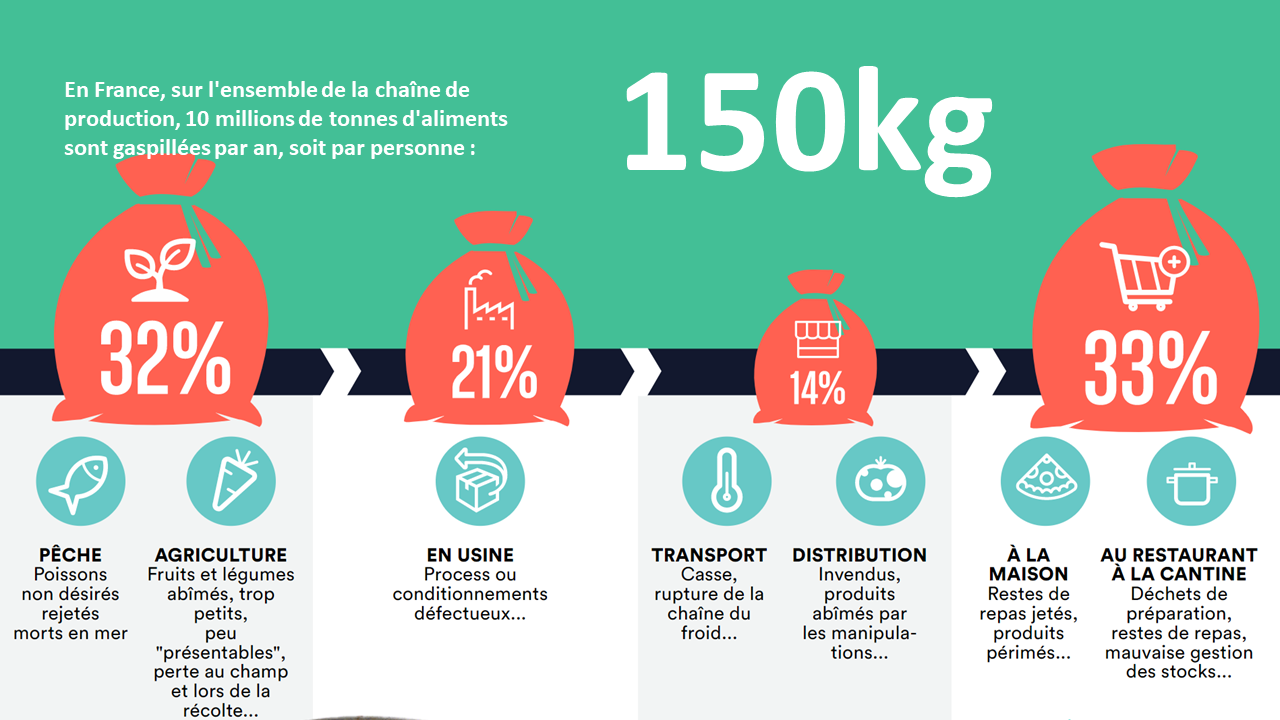 En France, sur l'ensemble de la chaîne de
production, 10 millions de tonnes d'aliments
sont gaspillées par an, soit par personne :
150kg
32%
21%
14%
33%
PÊCHE
Poissons
non désirés
rejetés
morts en mer
AGRICULTURE
Fruits et légumes
abîmés, trop
petits,
peu
"présentables",
perte au champ
et lors de la
récolte...
EN USINE
Process ou
conditionnements
défectueux...
TRANSPORT
Casse,
rupture de la
chaîne du
froid...
DISTRIBUTION
Invendus,
produits
abîmés par
les manipula-
tions...
À LA
MAISON
Restes de
repas jetés,
produits
périmés...
AU RESTAURANT
À LA CANTINE
Déchets de
préparation,
restes de repas,
mauvaise gestion
des stocks...